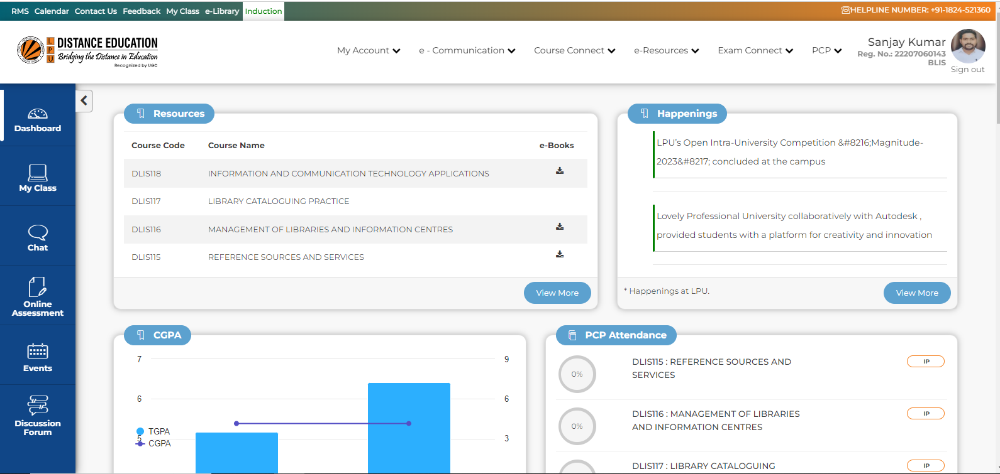 RMS Calendar Contact Us Feedback My Class e-Library Induction
HELPLINE NUMBER: +91-1824-521360
LPU DISTANCE EDUCATION
Bridging the Distance in Education
Recognized by UGC
My Account e - Communication Course Connect e-Resources Exam Connect PCP
Sanjay Kumar
Reg. No.: 22207060143
BLIS
Sign out
Dashboard
My Class
Chat
Online
Assessment
Events
Discussion
Forum
Resources
Course Code Course Name e-Books
DLIS118 INFORMATION AND COMMUNICATION TECHNOLOGY APPLICATIONS
DLIS117 LIBRARY CATALOGUING PRACTICE
DLIS116 MANAGEMENT OF LIBRARIES AND INFORMATION CENTRES
DLIS115 REFERENCE SOURCES AND SERVICES
View More
Happenings
LPU's Open Intra-University Competition &#8216;Magnitude-
2023&#8217; concluded at the campus
Lovely Professional University collaboratively with Autodesk ,
provided students with a platform for creativity and innovation
* Happenings at LPU.
View More
CGPA
7 9
6 6
5 3
TGPA
CGPA
PCP Attendance
0% DLIS115 : REFERENCE SOURCES AND IP
SERVICES
0% DLIS116 : MANAGEMENT OF LIBRARIES IP
AND INFORMATION CENTRES
DLIS117 : LIBRARY CATALOGUING IP